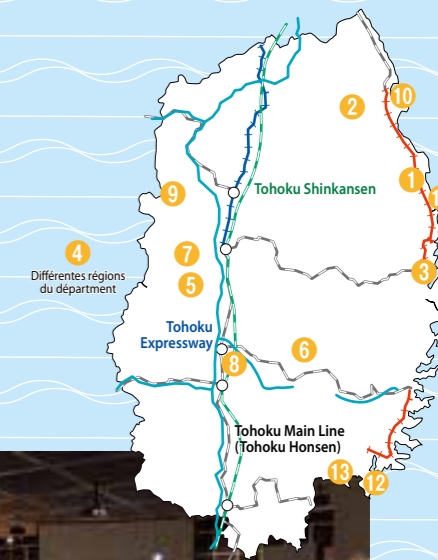 2
10
1
Tohoku Shinkansen
9
4
Différentes régions
du département
7
5
3
Tohoku
Expressway
8
6
Tohoku Main Line
(Tohoku Honsen)
13
12